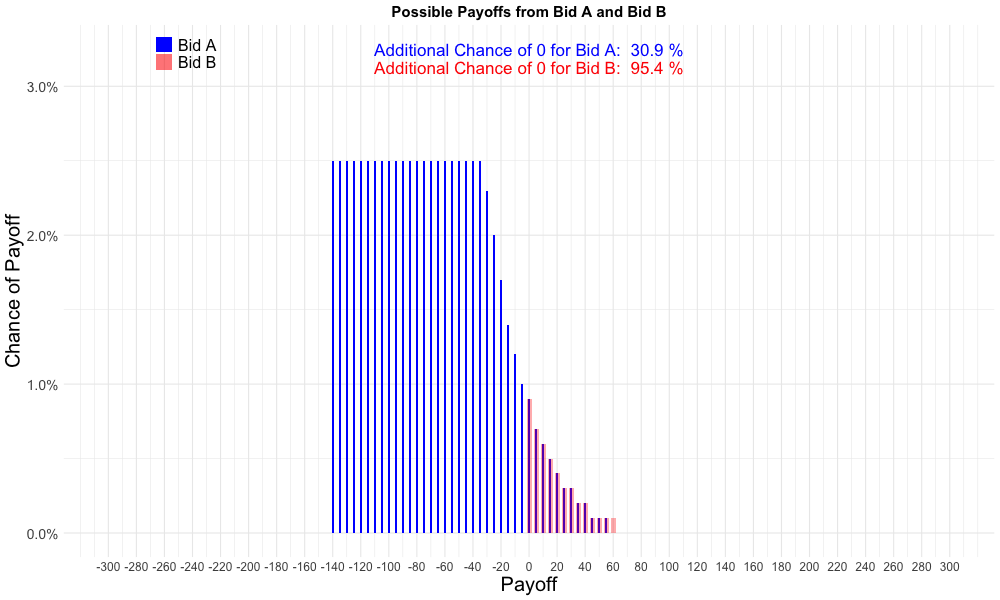 Possible Payoffs from Bid A and Bid B
Bid A
Bid B
Additional Chance of 0 for Bid A: 30.9 %
Additional Chance of 0 for Bid B: 95.4 %
Chance of Payoff
3.0%
2.0%
1.0%
0.0%
-300 -280 -260 -240 -220 -200 -180 -160 -140 -120 -100 -80 -60 -40 -20 0 20 40 60 80 100 120 140 160 180 200 220 240 260 280 300
Payoff